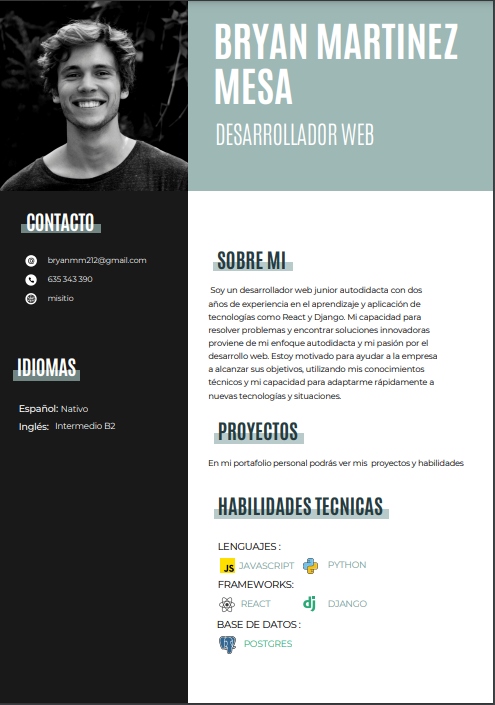 BRYAN MARTINEZ
MESA
DESARROLLADOR WEB
CONTACTO
bryanmm212@gmail.com
635 343 390
misitio
IDIOMAS
Español: Nativo
Inglés: Intermedio B2
SOBRE MI
Soy un desarrollador web junior autodidacta con dos
años de experiencia en el aprendizaje y aplicación de
tecnologías como React y Django. Mi capacidad para
resolver problemas y encontrar soluciones innovadoras
proviene de mi enfoque autodidacta y mi pasión por el
desarrollo web. Estoy motivado para ayudar a la empresa
a alcanzar sus objetivos, utilizando mis conocimientos
técnicos y mi capacidad para adaptarme rápidamente a
nuevas tecnologías y situaciones.
PROYECTOS
En mi portafolio personal podrás ver mis proyectos y habilidades
HABILIDADES TECNICAS
LENGUAJES :
JS JAVASCRIPT PYTHON
FRAMEWORKS:
REACT dj DJANGO
BASE DE DATOS :
POSTGRES